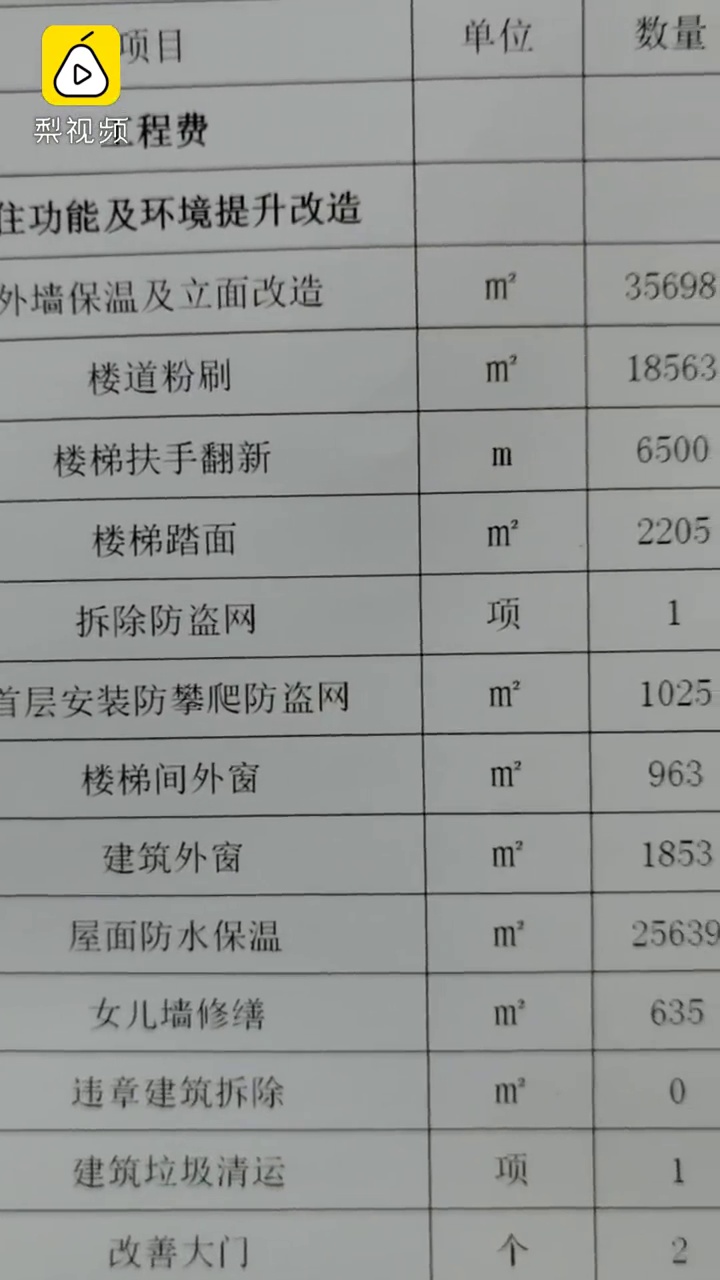 项目 单位 数量
梨视频
工程费
住功能及环境提升改造
外墙保温及立面改造 m² 35698
楼道粉刷 m² 18563
楼梯扶手翻新 m 6500
楼梯踏面 m² 2205
拆除防盗网 项 1
首层安装防攀爬防盗网 m² 1025
楼梯间外窗 m² 963
建筑外窗 m² 1853
屋面防水保温 m² 25639
女儿墙修缮 m² 635
违章建筑拆除 m² 0
建筑垃圾清运 项 1
改善大门 个 2